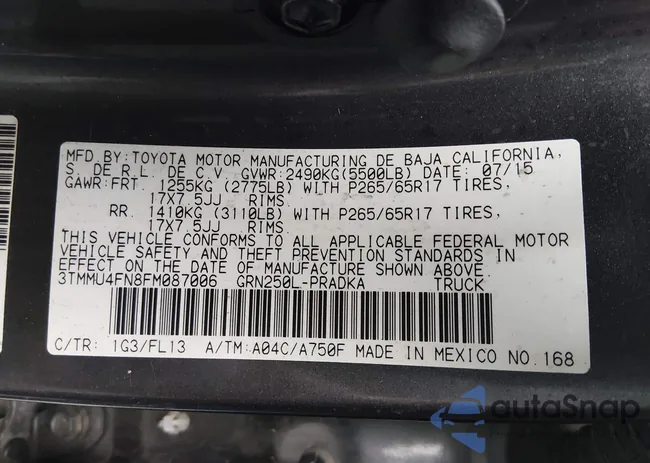 MFD.BY:TOYOTA MOTOR MANUFACTURING DE BAJA CALIFORNIA,
S. DE R.L. DE C.V. GVWR:2490KG(5500LB) DATE: 07/15
GAWR:FRT. 1255KG (2775LB) WITH P265/65R17 TIRES,
17X7.5JJ RIMS
RR. 1410KG (3110LB) WITH P265/65R17 TIRES,
17X7.5JJ RIMS
THIS VEHICLE CONFORMS TO ALL APPLICABLE FEDERAL MOTOR
VEHICLE SAFETY AND THEFT PREVENTION STANDARDS IN
EFFECT ON THE DATE OF MANUFACTURE SHOWN ABOVE.
3TMMU4FN8FM087006 GRN250L-PRADKA TRUCK
C/TR: 1G3/FL13 A/TM:A04C/A750F MADE IN MEXICO NO.168
autoSnap